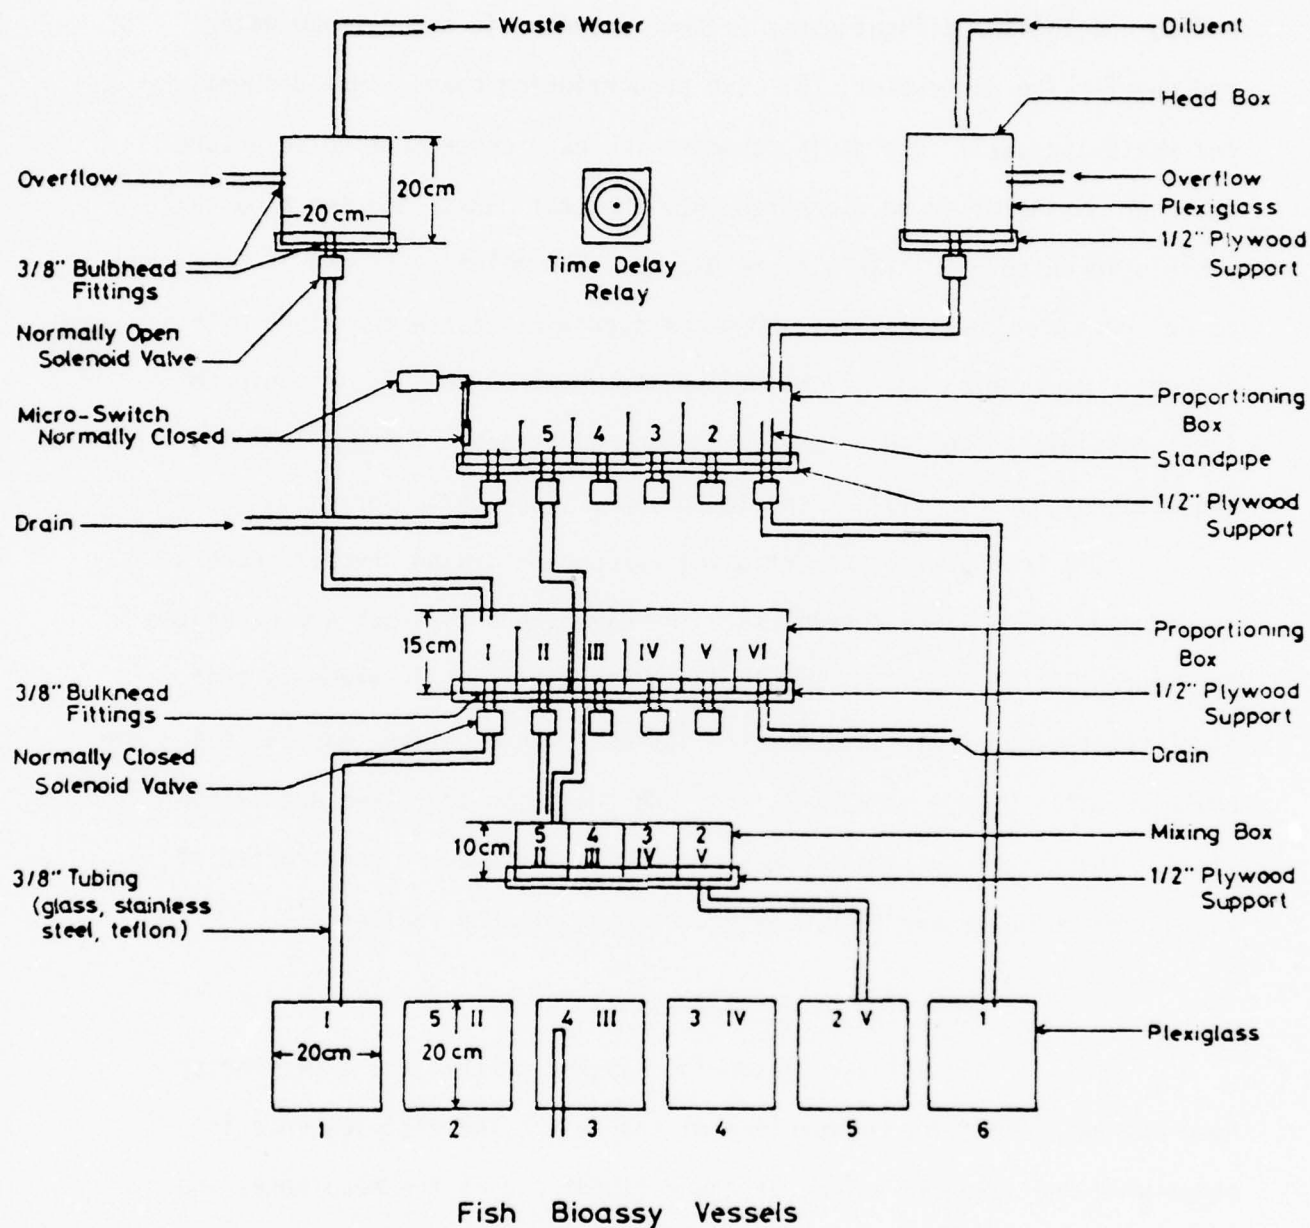 Waste Water
Diluent
Head Box
Overflow
20cm
20cm
Overflow
Plexiglass
1/2" Plywood
Support
3/8" Bulbhead
Fittings
Time Delay
Relay
Normally Open
Solenoid Valve
Micro-Switch
Normally Closed
5 4 3 2
Proportioning
Box
Standpipe
1/2" Plywood
Support
Drain
15cm
I II III IV V VI
Proportioning
Box
3/8" Bulknead
Fittings
1/2" Plywood
Support
Normally Closed
Solenoid Valve
Drain
10cm
5 4 3 2
II III IV V
Mixing Box
1/2" Plywood
Support
3/8" Tubing
(glass, stainless
steel, teflon)
I
5 II
4 III
3 IV
2 V
1
20cm
20cm
Plexiglass
1 2 3 4 5 6
Fish Bioassy Vessels